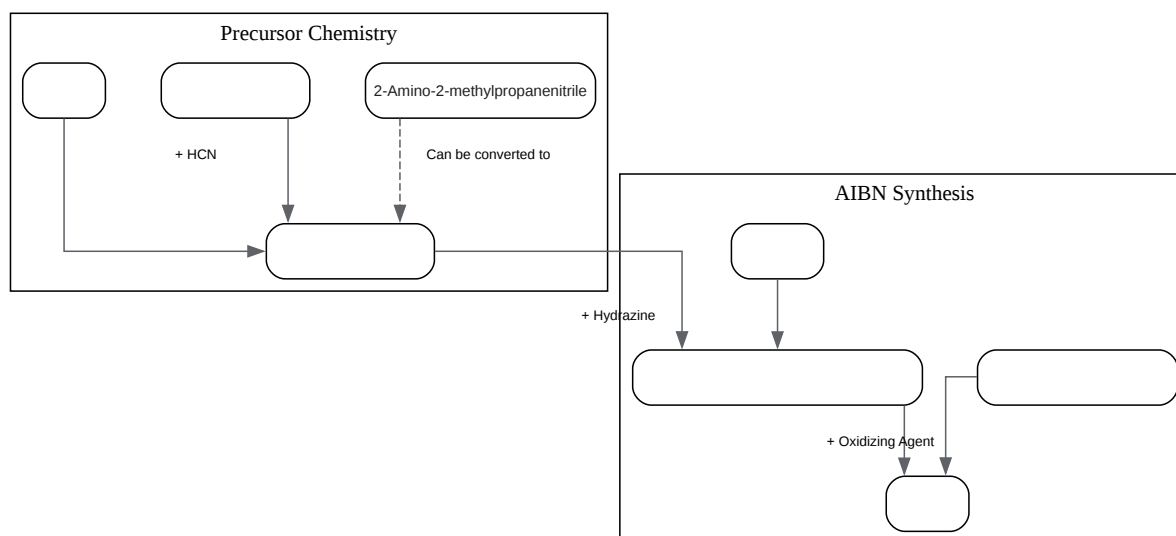 Precursor Chemistry
2-Amino-2-methylpropanenitrile
+ HCN
Can be converted to
AIBN Synthesis
+ Hydrazine
+ Oxidizing Agent